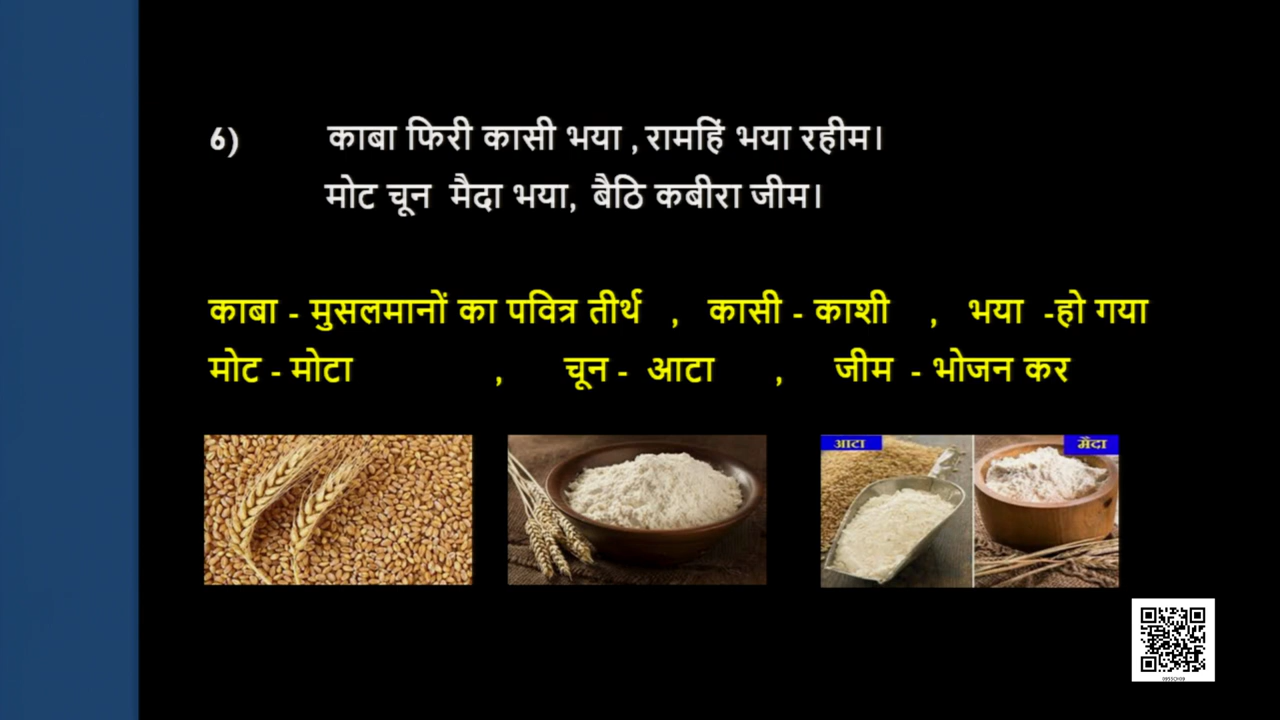 6) काबा फिरी कासी भया , रामहिं भया रहीम।
मोट चून मैदा भया, बैठि कबीरा जीम।
काबा - मुसलमानों का पवित्र तीर्थ , कासी - काशी , भया -हो गया
मोट - मोटा , चून - आटा , जीम - भोजन कर
आटा
मैदा